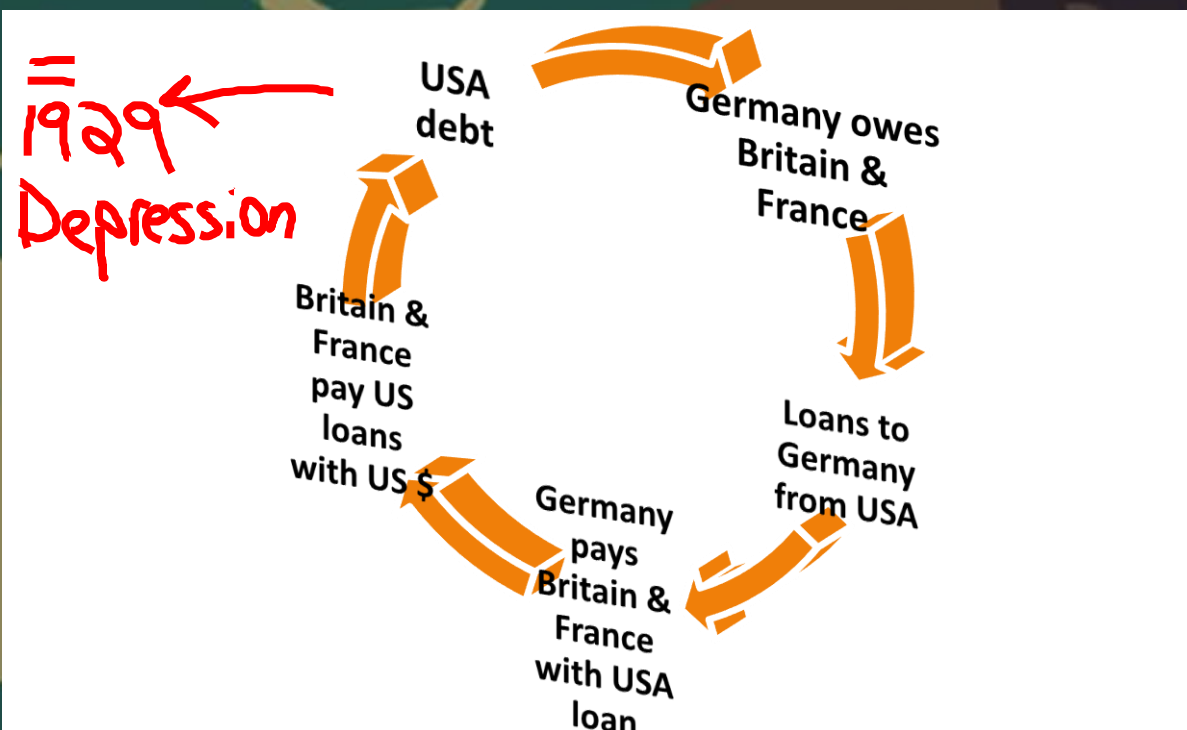 1929
Depression
USA
debt
Germany owes
Britain &
France
Loans to
Germany
from USA
Germany
pays
Britain &
France
with USA
loan
Britain &
France
pay US
loans
with US $